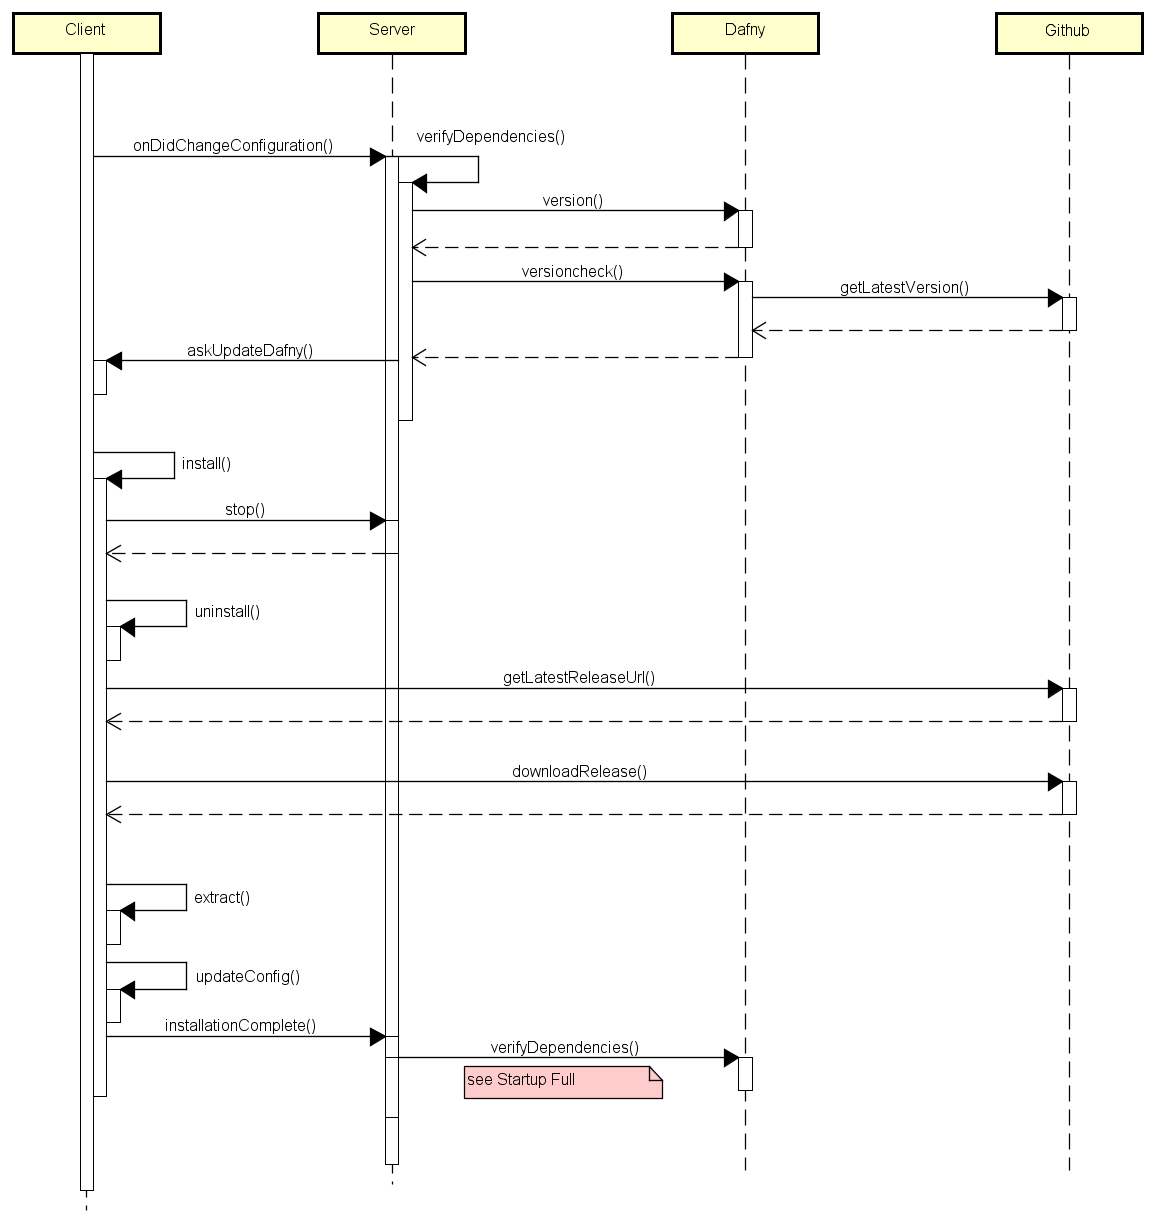 Client
Server
Dafny
Github
verifyDependencies()
onDidChangeConfiguration()
version()
versioncheck()
getLatestVersion()
askUpdateDafny()
install()
stop()
uninstall()
getLatestReleaseUrl()
downloadRelease()
extract()
updateConfig()
installationComplete()
verifyDependencies()
see Startup Full